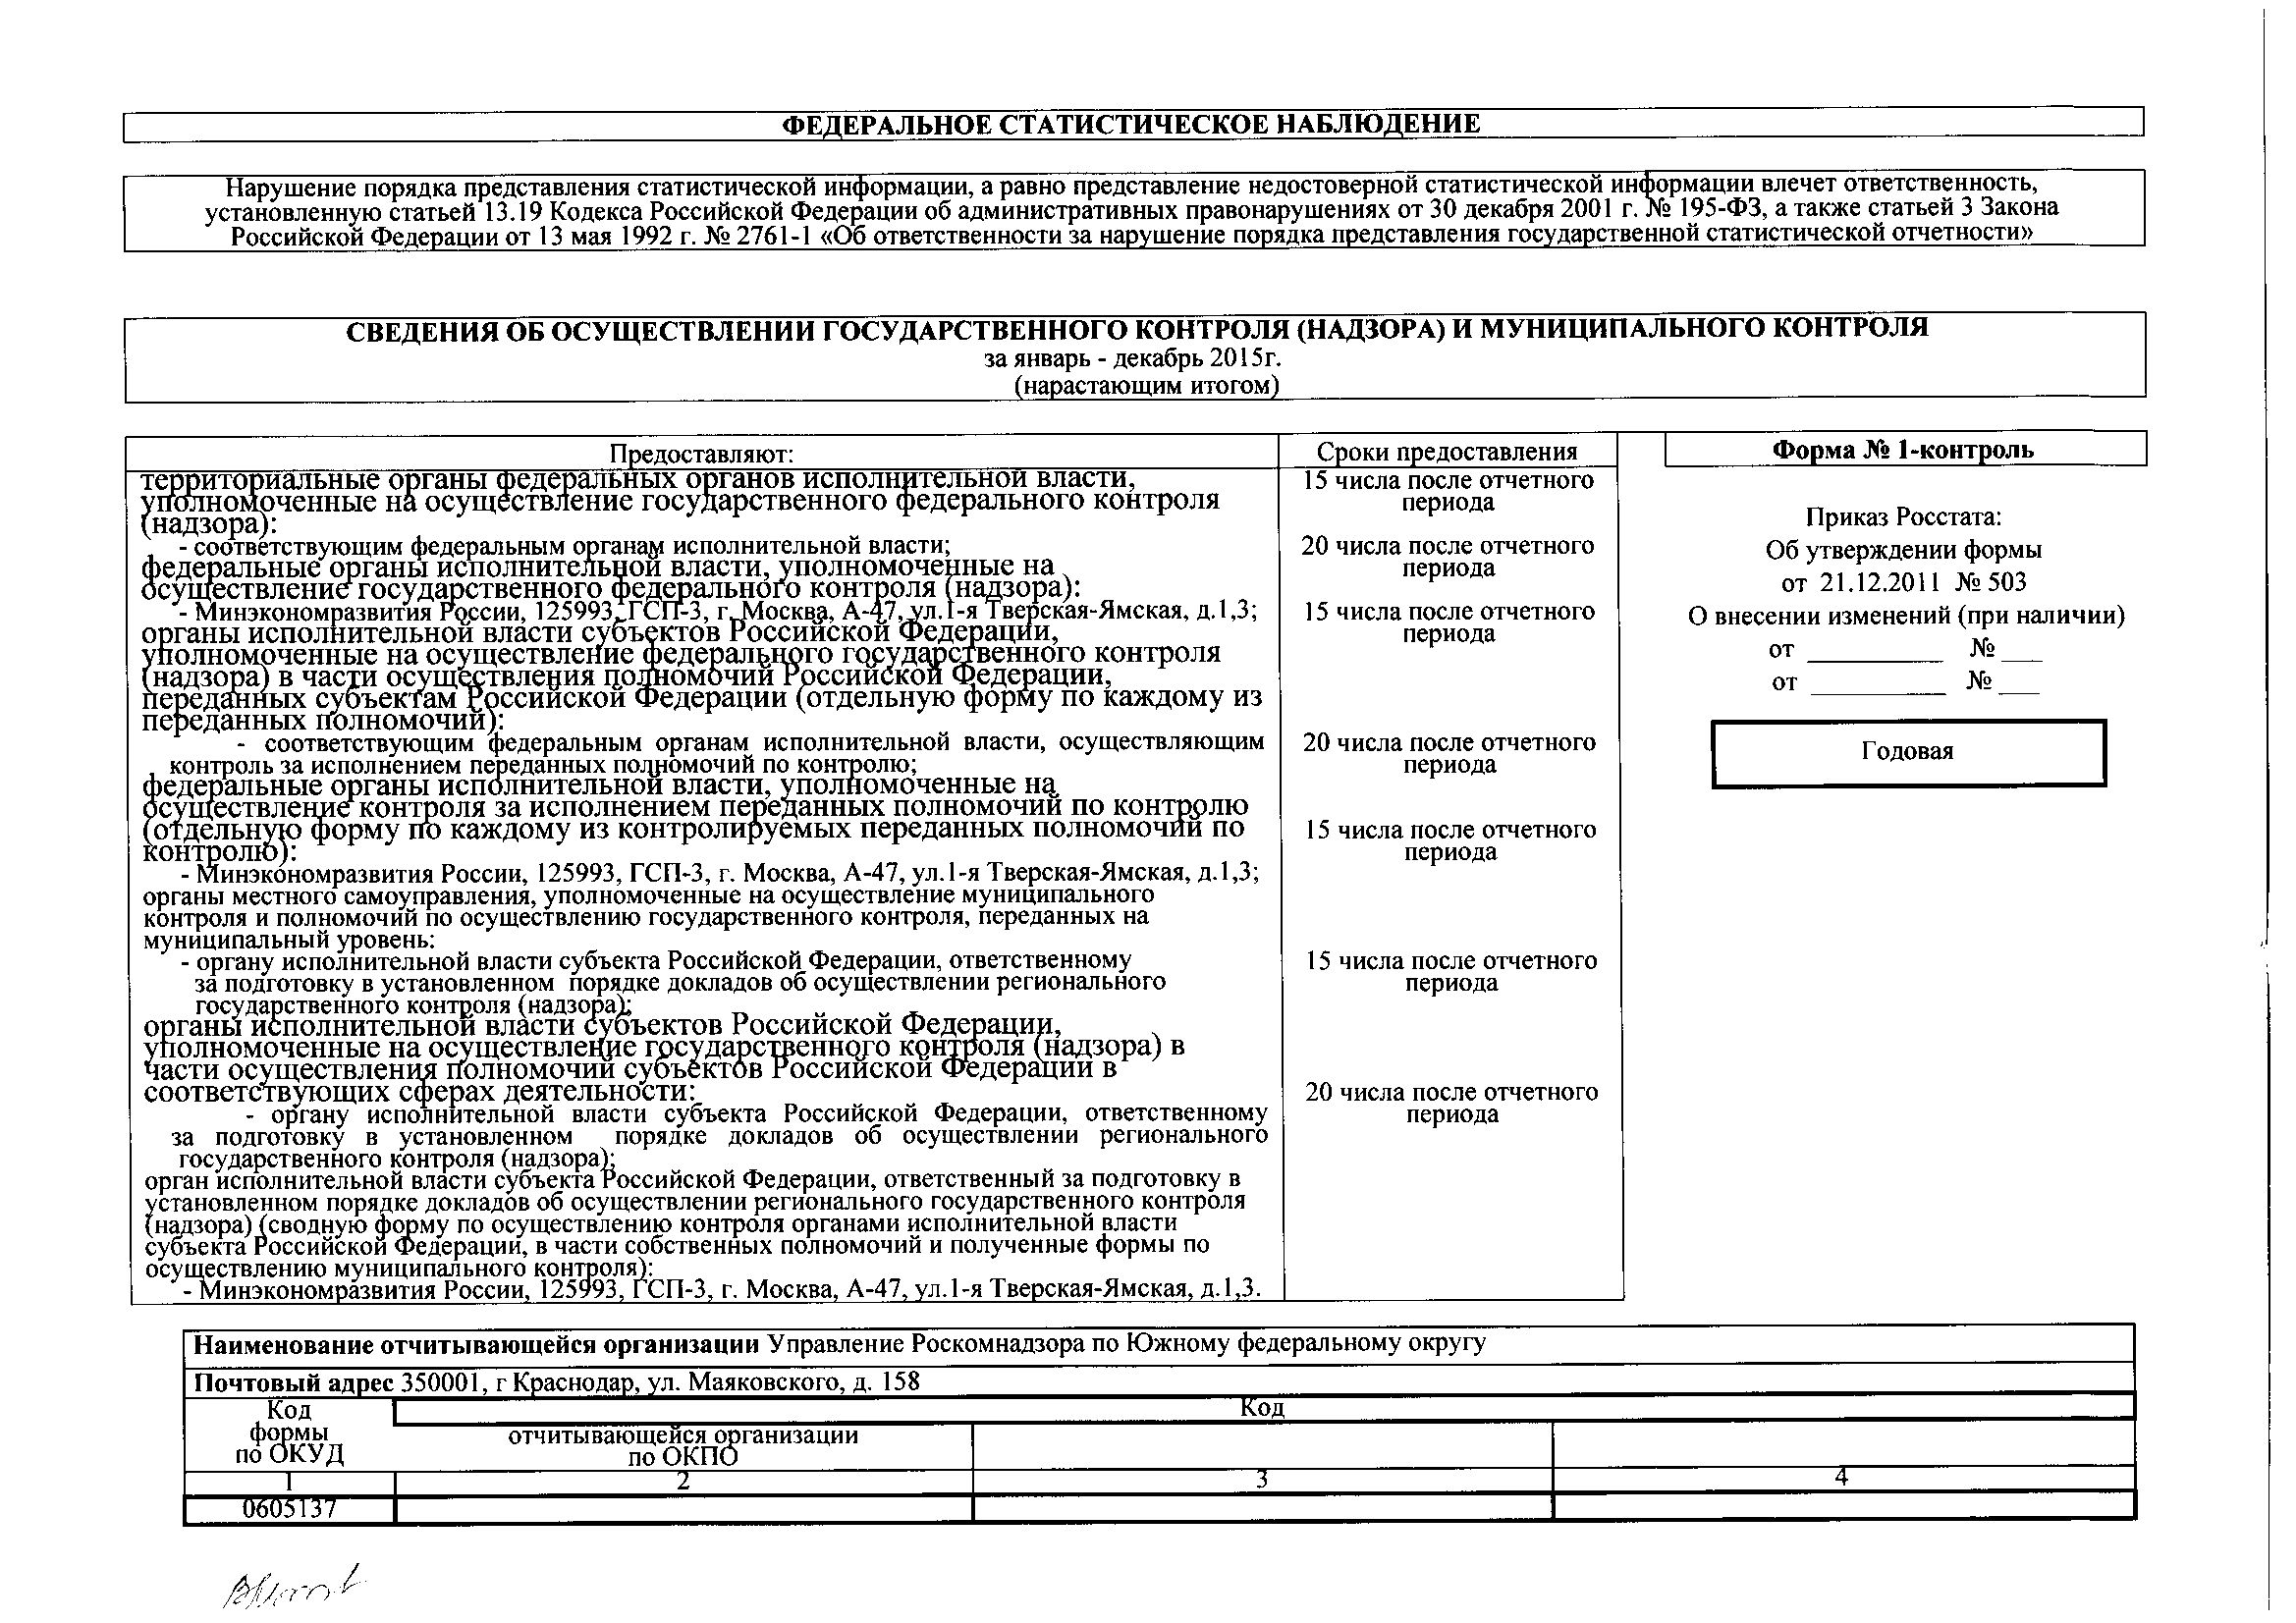 ФЕДЕРАЛЬНОЕ СТАТИСТИЧЕСКОЕ НАБЛЮДЕНИЕ
Нарушение порядка представления статистической информации, а равно представление недостоверной статистической информации влечет ответственность,
установленную статьей 13.19 Кодекса Российской Федерации об административных правонарушениях от 30 декабря 2001 г. № 195-ФЗ, а также статьей 3 Закона
Российской Федерации от 13 мая 1992 г. № 2761-1 «Об ответственности за нарушение порядка представления государственной статистической отчетности»
СВЕДЕНИЯ ОБ ОСУЩЕСТВЛЕНИИ ГОСУДАРСТВЕННОГО КОНТРОЛЯ (НАДЗОРА) И МУНИЦИПАЛЬНОГО КОНТРОЛЯ
за январь - декабрь 2015г.
(нарастающим итогом)
Предоставляют:
территориальные органы федеральных органов исполнительной власти,
уполномоченные на осуществление государственного федерального контроля
(надзора):
- соответствующим федеральным органам исполнительной власти;
федеральные органы исполнительной власти, уполномоченные на
осуществление государственного федерального контроля (надзора):
- Минэкономразвития России, 125993, ГСП-3, г. Москва, А-47, ул.1-я Тверская-Ямская, д.1,3;
органы исполнительной власти субъектов Российской Федерации,
уполномоченные на осуществление федерального государственного контроля
(надзора) в части осуществления полномочий Российской Федерации,
переданных субъектам Российской Федерации (отдельную форму по каждому из
переданных полномочий):
- соответствующим федеральным органам исполнительной власти, осуществляющим
контроль за исполнением переданных полномочий по контролю;
федеральные органы исполнительной власти, уполномоченные на
осуществление контроля за исполнением переданных полномочий по контролю
(отдельную форму по каждому из контролируемых переданных полномочий по
контролю):
- Минэкономразвития России, 125993, ГСП-3, г. Москва, А-47, ул.1-я Тверская-Ямская, д.1,3;
органы местного самоуправления, уполномоченные на осуществление муниципального
контроля и полномочий по осуществлению государственного контроля, переданных на
муниципальный уровень:
- органу исполнительной власти субъекта Российской Федерации, ответственному
за подготовку в установленном порядке докладов об осуществлении регионального
государственного контроля (надзора);
органы исполнительной власти субъектов Российской Федерации,
уполномоченные на осуществление государственного контроля (надзора) в
части осуществления полномочий субъектов Российской Федерации в
соответствующих сферах деятельности:
- органу исполнительной власти субъекта Российской Федерации, ответственному
за подготовку в установленном порядке докладов об осуществлении регионального
государственного контроля (надзора);
орган исполнительной власти субъекта Российской Федерации, ответственный за подготовку в
установленном порядке докладов об осуществлении регионального государственного контроля
(надзора) (сводную форму по осуществлению контроля органами исполнительной власти
субъекта Российской Федерации, в части собственных полномочий и полученные формы по
осуществлению муниципального контроля):
- Минэкономразвития России, 125993, ГСП-3, г. Москва, А-47, ул.1-я Тверская-Ямская, д.1,3.
Сроки предоставления
15 числа после отчетного
периода
20 числа после отчетного
периода
15 числа после отчетного
периода
20 числа после отчетного
периода
15 числа после отчетного
периода
15 числа после отчетного
периода
20 числа после отчетного
периода
Форма № 1-контроль
Приказ Росстата:
Об утверждении формы
от 21.12.2011 № 503
О внесении изменений (при наличии)
от __________ № ___
от __________ № ___
Годовая
Наименование отчитывающейся организации Управление Роскомнадзора по Южному федеральному округу
Почтовый адрес 350001, г Краснодар, ул. Маяковского, д. 158
Код
формы
по ОКУД
Код
отчитывающейся организации
по ОКПО
1 2 3 4
0605137